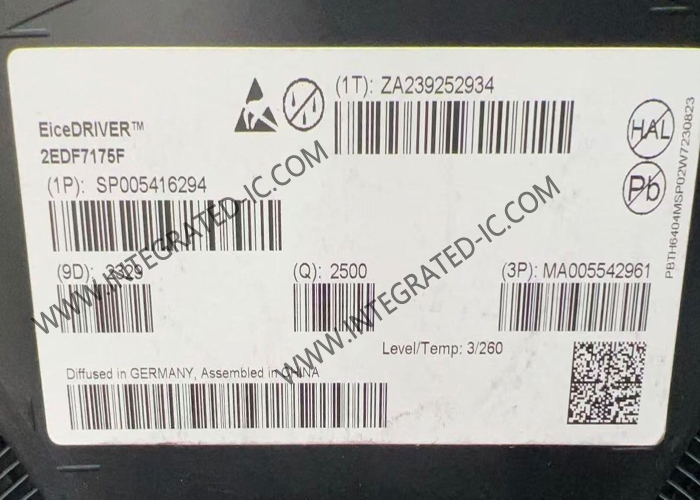 (1T): ZA239252934
EiceDRIVER™
2EDF7175F
(1P): SP005416294
(9D):
(Q): 2500
(3P): MA005542961
Level/Temp: 3/260
Diffused in GERMANY, Assembled in CHINA
HAL
Pb
PBTH6404MSP02W7230823
WWW.INTEGRATED-IC.COM
WWW.INTEGRATED-IC.COM